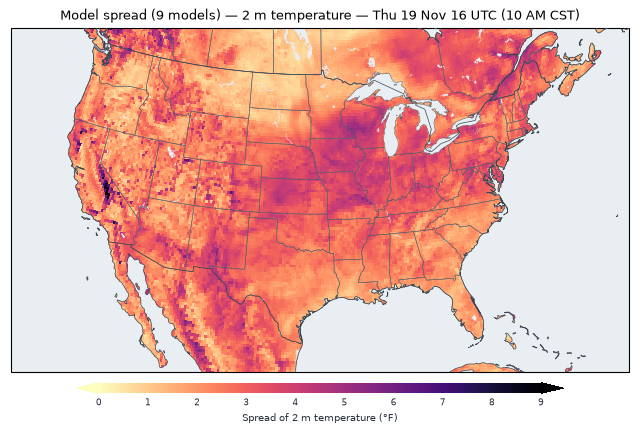 Model spread (9 models) — 2 m temperature — Thu 19 Nov 16 UTC (10 AM CST)
0 1 2 3 4 5 6 7 8 9
Spread of 2 m temperature (°F)